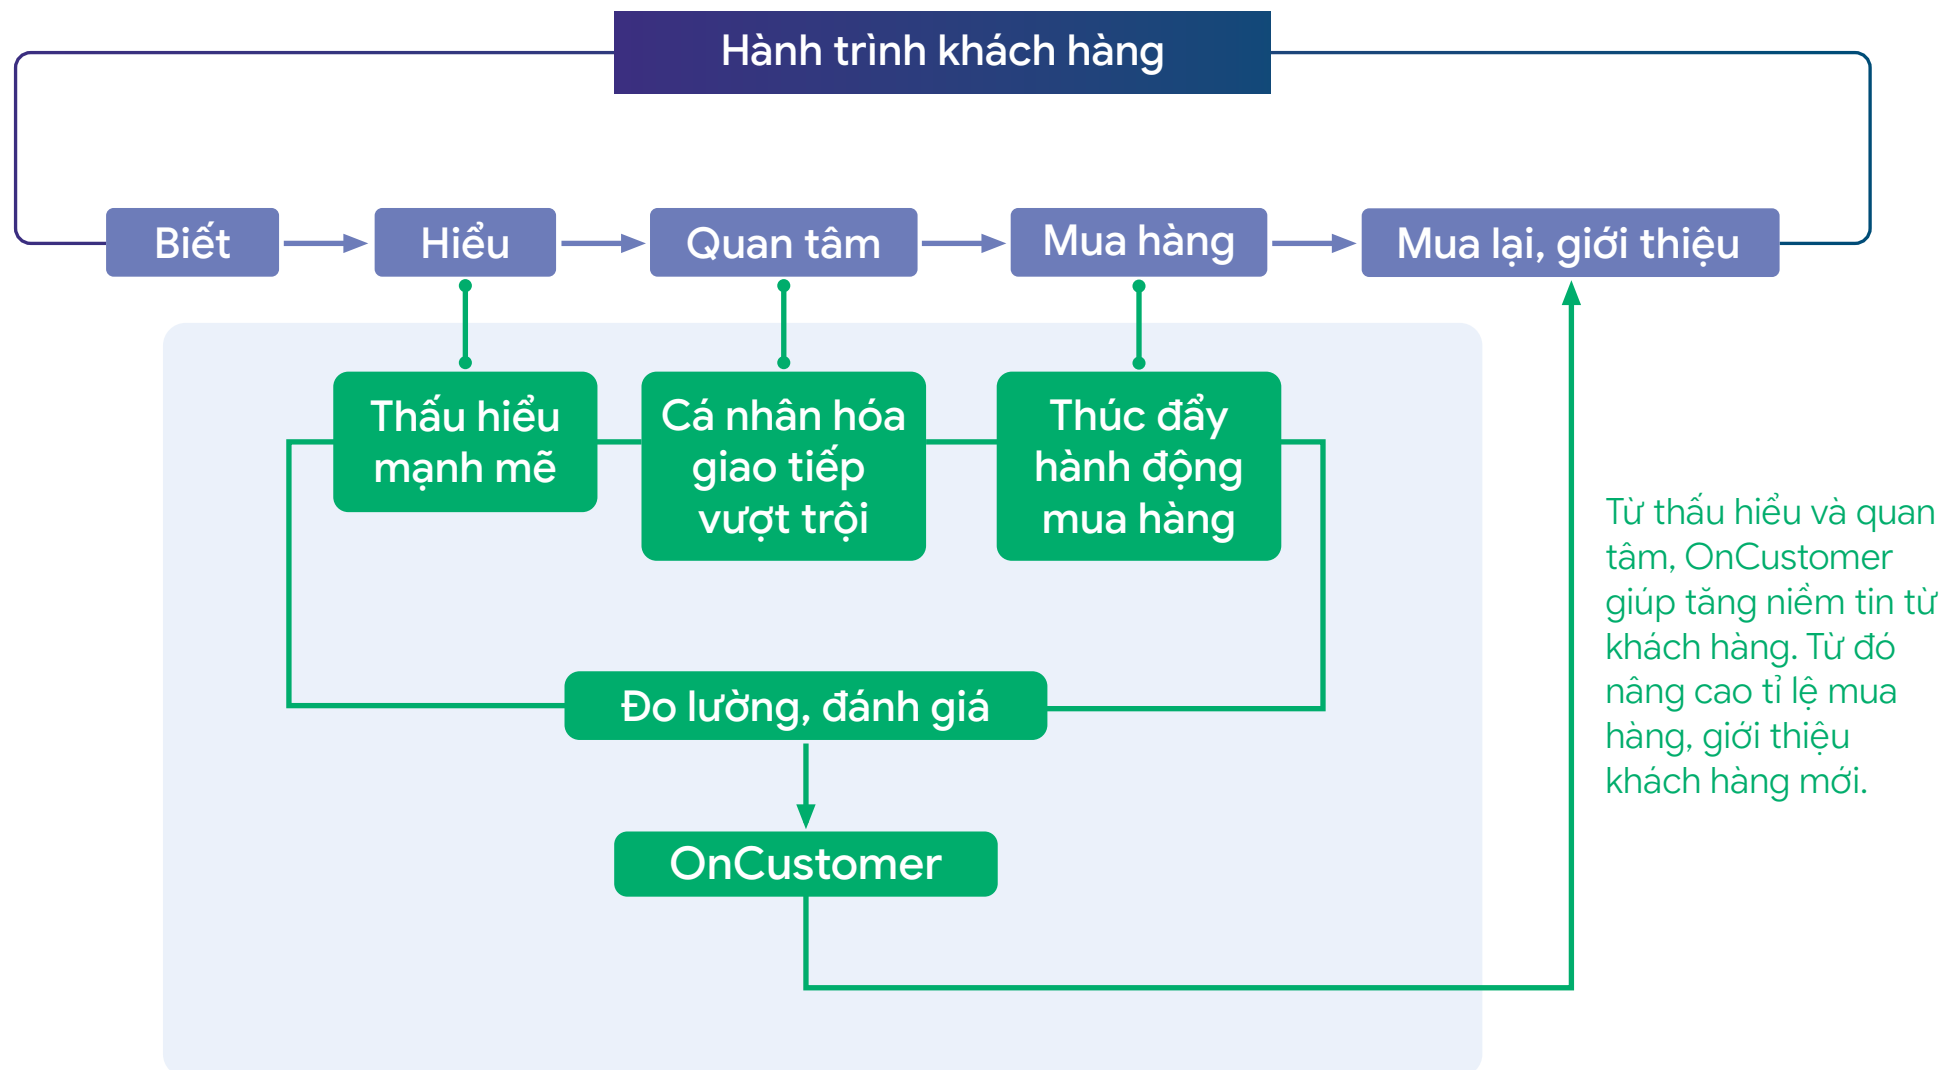 Hành trình khách hàng
Biết
Hiểu
Quan tâm
Mua hàng
Mua lại, giới thiệu
Thấu hiểu
mạnh mẽ
Cá nhân hóa
giao tiếp
vượt trội
Thúc đẩy
hành động
mua hàng
Đo lường, đánh giá
OnCustomer
Từ thấu hiểu và quan
tâm, OnCustomer
giúp tăng niềm tin từ
khách hàng. Từ đó
nâng cao tỉ lệ mua
hàng, giới thiệu
khách hàng mới.